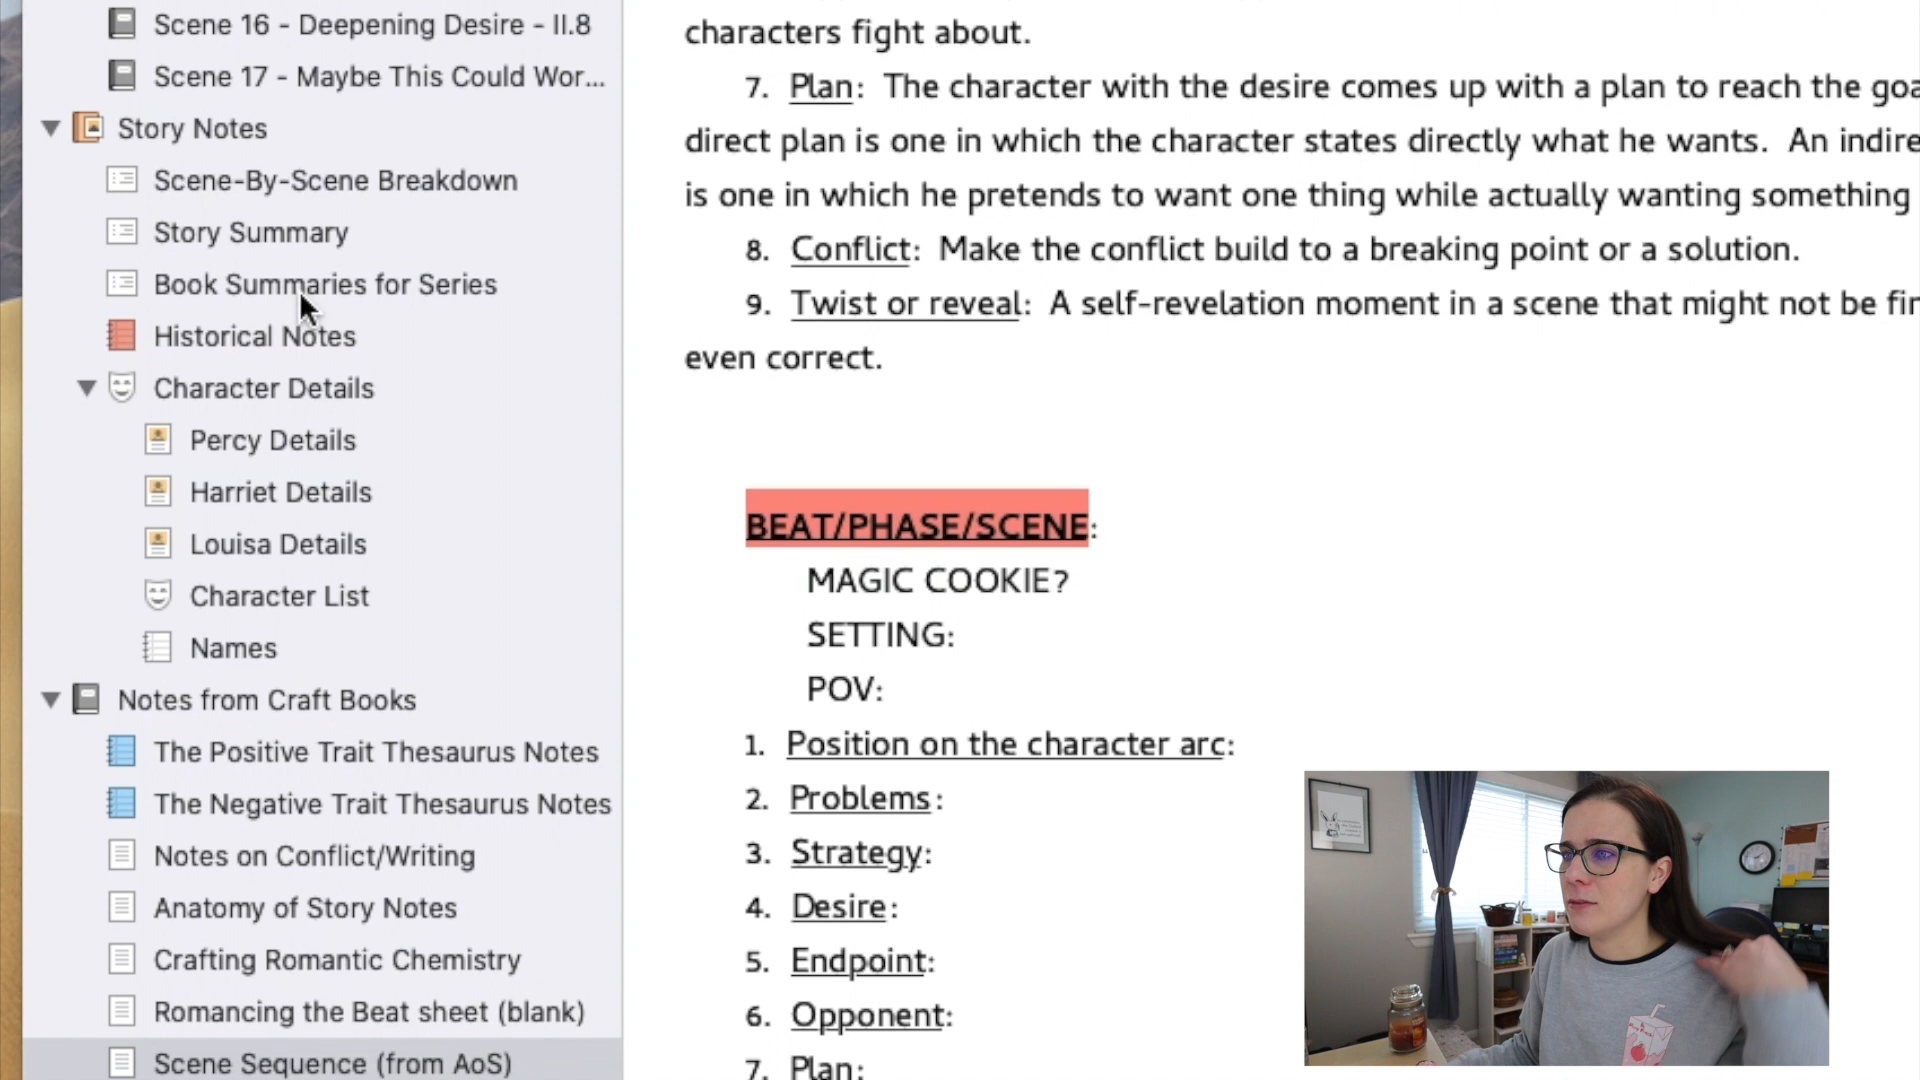 Scene 16 - Deepening Desire - II.8
Scene 17 - Maybe This Could Wor...
Story Notes
Scene-By-Scene Breakdown
Story Summary
Book Summaries for Series
Historical Notes
Character Details
Percy Details
Harriet Details
Louisa Details
Character List
Names
Notes from Craft Books
The Positive Trait Thesaurus Notes
The Negative Trait Thesaurus Notes
Notes on Conflict/Writing
Anatomy of Story Notes
Crafting Romantic Chemistry
Romancing the Beat sheet (blank)
Scene Sequence (from AoS)
characters fight about.
7. Plan: The character with the desire comes up with a plan to reach the goa
direct plan is one in which the character states directly what he wants. An indire
is one in which he pretends to want one thing while actually wanting something
8. Conflict: Make the conflict build to a breaking point or a solution.
9. Twist or reveal: A self-revelation moment in a scene that might not be fin
even correct.
BEAT/PHASE/SCENE:
MAGIC COOKIE?
SETTING:
POV:
1. Position on the character arc:
2. Problems:
3. Strategy:
4. Desire:
5. Endpoint:
6. Opponent:
7. Plan: